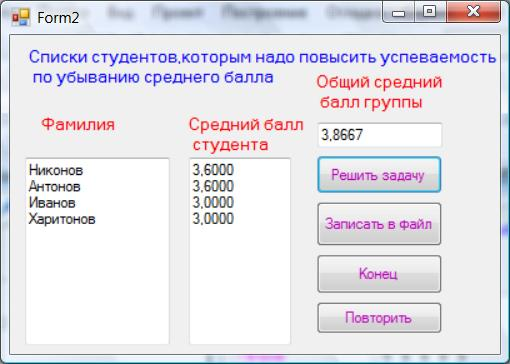 Form2
Списки студентов,которым надо повысить успеваемость
по убыванию среднего балла
Общий средний
балл группы
Фамилия
Средний балл
студента
3,8667
Никонов
Антонов
Иванов
Харитонов
3,6000
3,6000
3,0000
3,0000
Решить задачу
Записать в файл
Конец
Повторить